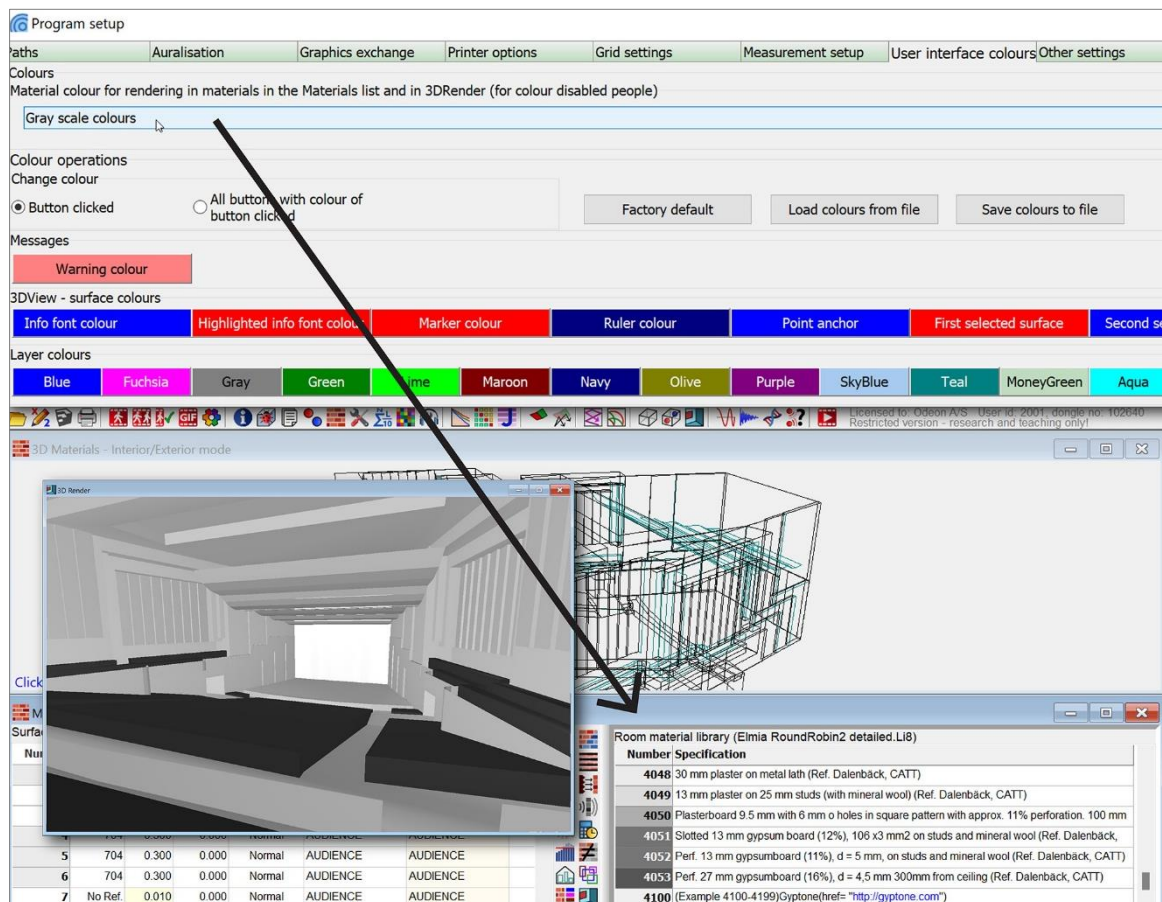 Program setup
Paths Auralisation Graphics exchange Printer options Grid settings Measurement setup User interface colours Other settings
Colours
Material colour for rendering in materials in the Materials list and in 3DRender (for colour disabled people)
Gray scale colours
Colour operations
Change colour
Button clicked
All buttons with colour of
button clicked
Factory default Load colours from file Save colours to file
Messages
Warning colour
3DView - surface colours
Info font colour Highlighted info font colour Marker colour Ruler colour Point anchor First selected surface Second se
Layer colours
Blue Fuchsia Gray Green Lime Maroon Navy Olive Purple SkyBlue Teal MoneyGreen Aqua
Licensed to: Odeon A/S User id: 2001, dongle no: 102640
Restricted version - research and teaching only!
3D Materials - Interior/Exterior mode
3D Render
Click
M
Surfa
Nu
Room material library (Elmia RoundRobin2 detailed.Li8)
Number Specification
4048 30 mm plaster on metal lath (Ref. Dalenbäck, CATT)
4049 13 mm plaster on 25 mm studs (with mineral wool) (Ref. Dalenbäck, CATT)
4050 Plasterboard 9.5 mm with 6 mm o holes in square pattern with approx. 11% perforation. 100 mm
4051 Slotted 13 mm gypsum board (12%), 106 x3 mm2 on studs and mineral wool (Ref. Dalenbäck,
4052 Perf. 13 mm gypsumboard (11%), d = 5 mm, on studs and mineral wool (Ref. Dalenbäck, CATT)
4053 Perf. 27 mm gypsumboard (16%), d = 4,5 mm 300mm from ceiling (Ref. Dalenbäck, CATT)
4100 (Example 4100-4199)Gyptone(href= "http://gyptone.com")
5 704 0.300 0.000 Normal AUDIENCE AUDIENCE
6 704 0.300 0.000 Normal AUDIENCE AUDIENCE
7 No Ref. 0.010 0.000 Normal AUDIENCE AUDIENCE